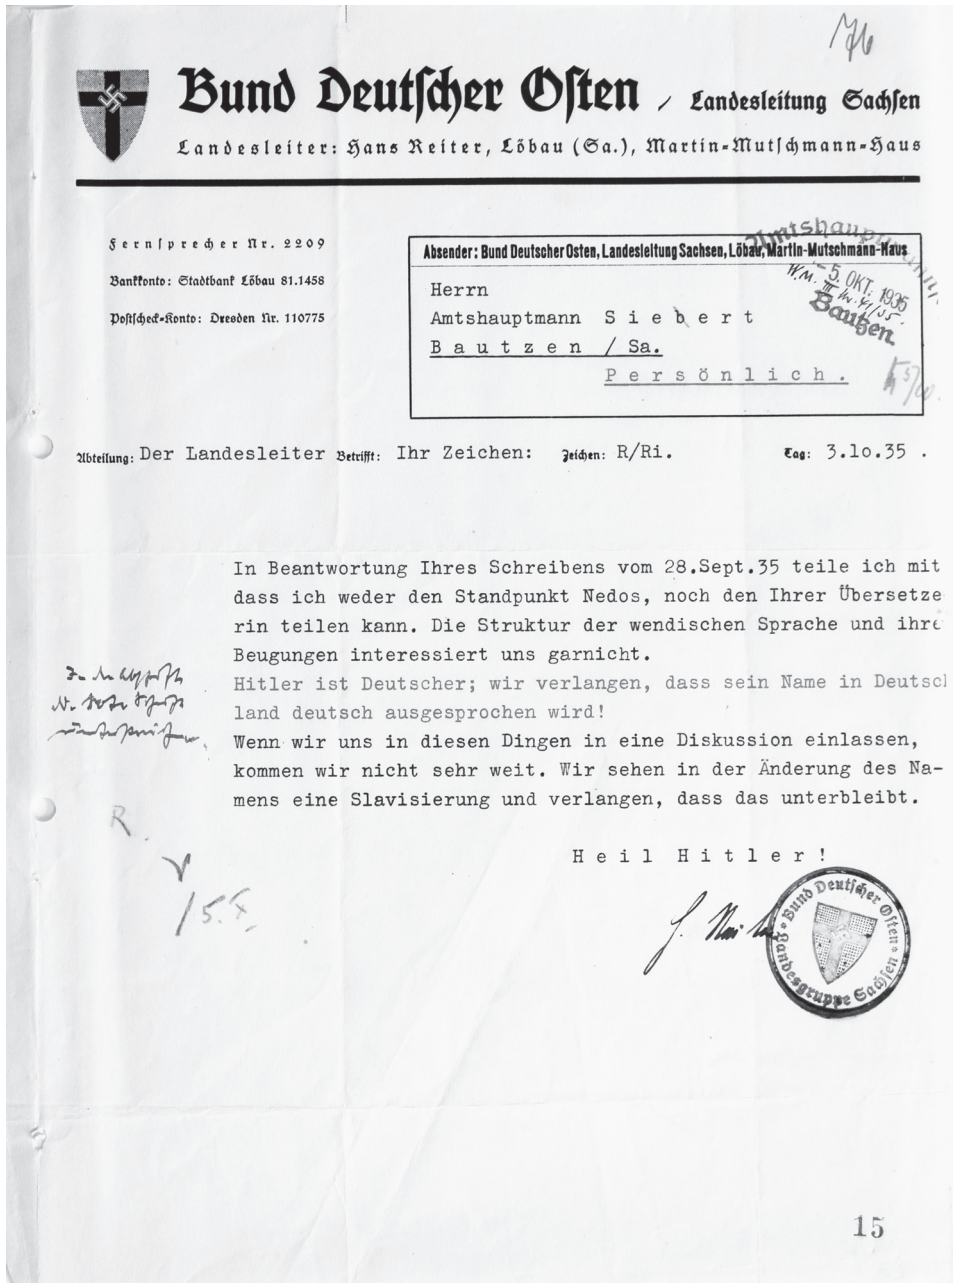 76
Bund Deutscher Osten / Landesleitung Sachsen
Landesleiter: Hans Reiter, Löbau (Sa.), Martin-Mutschmann-Haus
Fernsprecher Nr. 2209
Bankkonto: Stadtbank Löbau 81.1458
Postscheck-Konto: Dresden Nr. 110775
Absender: Bund Deutscher Osten, Landesleitung Sachsen, Löbau, Martin-Mutschmann-Haus
Herrn
Amtshauptmann S i e b e r t
B a u t z e n / Sa.
P e r s ö n l i c h .
Amtshauptmann
- 5. OKT. 1935
Bautzen.
Abteilung: Der Landesleiter Betrifft: Ihr Zeichen: Zeichen: R/Ri. Tag: 3.1o.35 .
In Beantwortung Ihres Schreibens vom 28.Sept.35 teile ich mit
dass ich weder den Standpunkt Nedos, noch den Ihrer Übersetze
rin teilen kann. Die Struktur der wendischen Sprache und ihre
Beugungen interessiert uns garnicht.
Hitler ist Deutscher; wir verlangen, dass sein Name in Deutsch
land deutsch ausgesprochen wird!
Wenn wir uns in diesen Dingen in eine Diskussion einlassen,
kommen wir nicht sehr weit. Wir sehen in der Änderung des Na-
mens eine Slavisierung und verlangen, dass das unterbleibt.
R.
H e i l H i t l e r !
/5.X.
Bund Deutscher Osten
Landesgruppe Sachsen
15